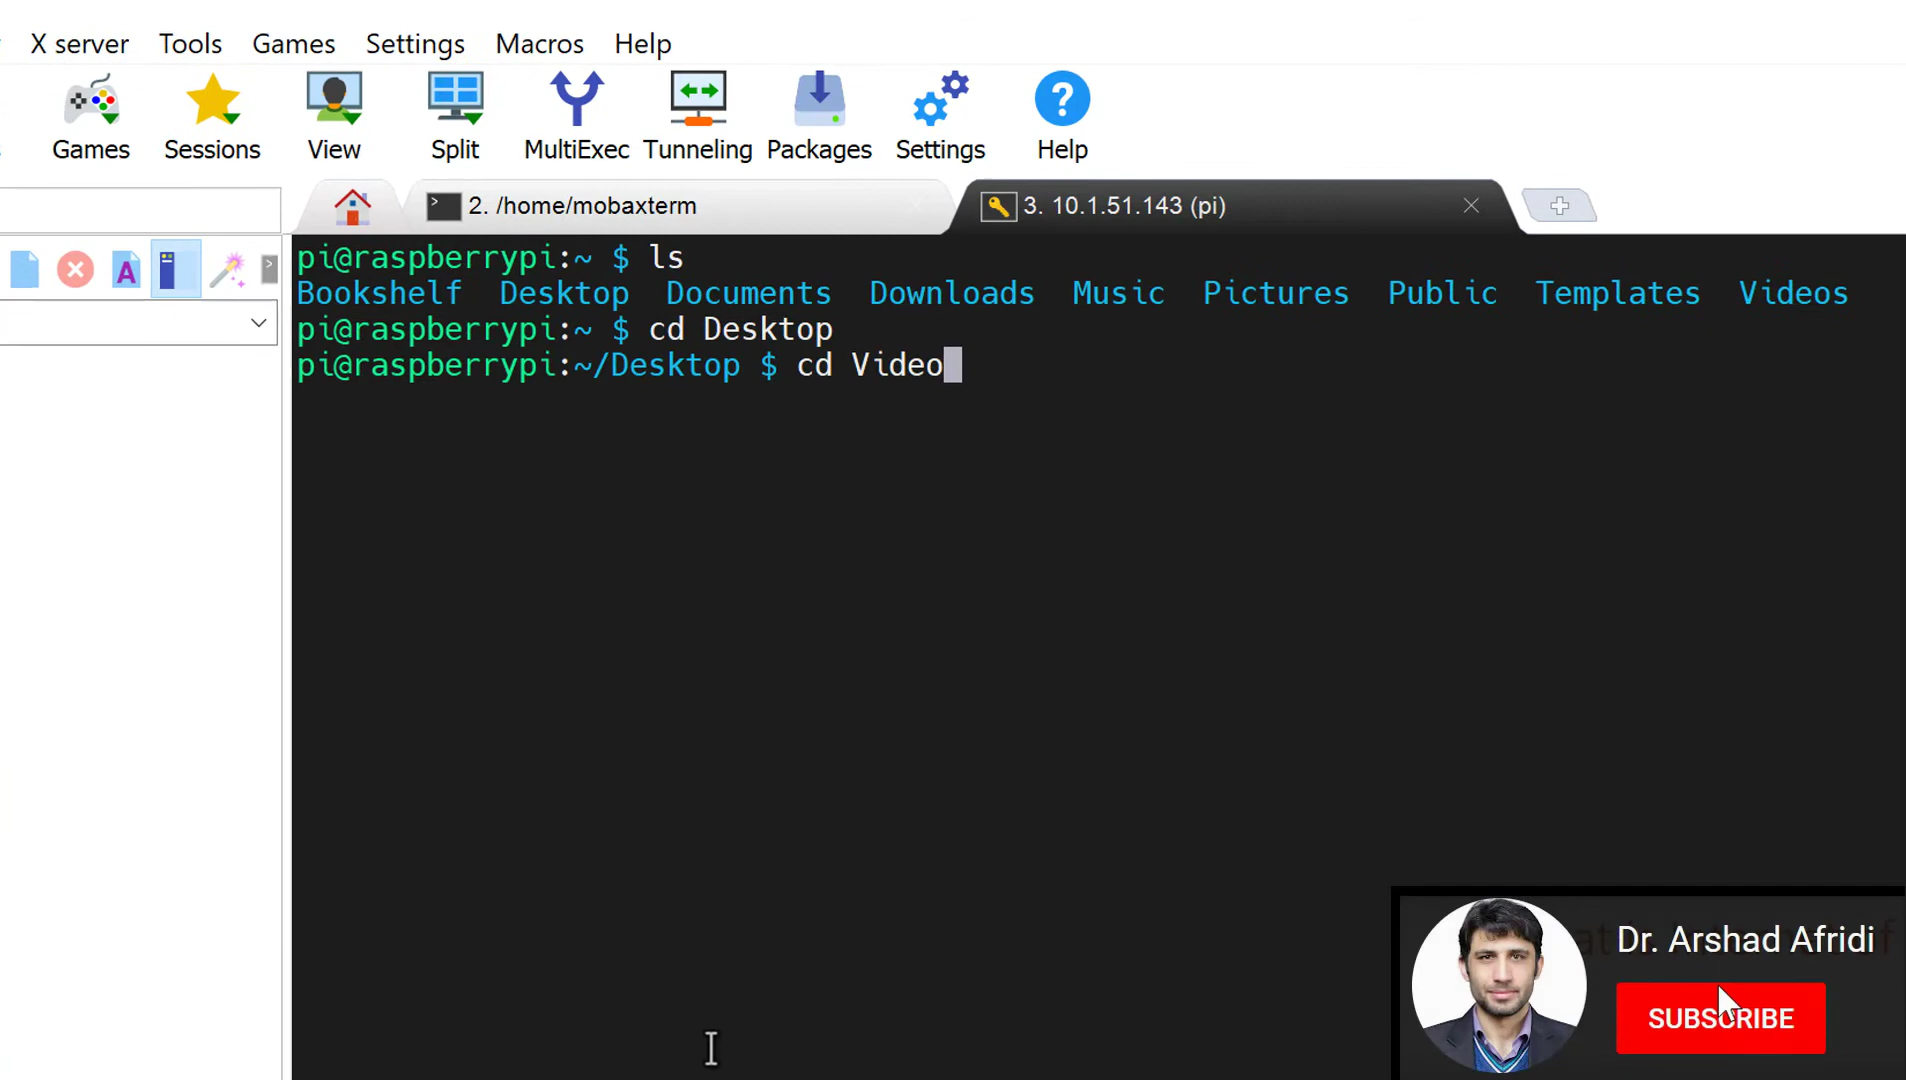 X server Tools Games Settings Macros Help
Games Sessions View Split MultiExec Tunneling Packages Settings Help
2. /home/mobaxterm 3. 10.1.51.143 (pi)
pi@raspberrypi:~ $ ls
Bookshelf Desktop Documents Downloads Music Pictures Public Templates Videos
pi@raspberrypi:~ $ cd Desktop
pi@raspberrypi:~/Desktop $ cd Video
Dr. Arshad Afridi
SUBSCRIBE